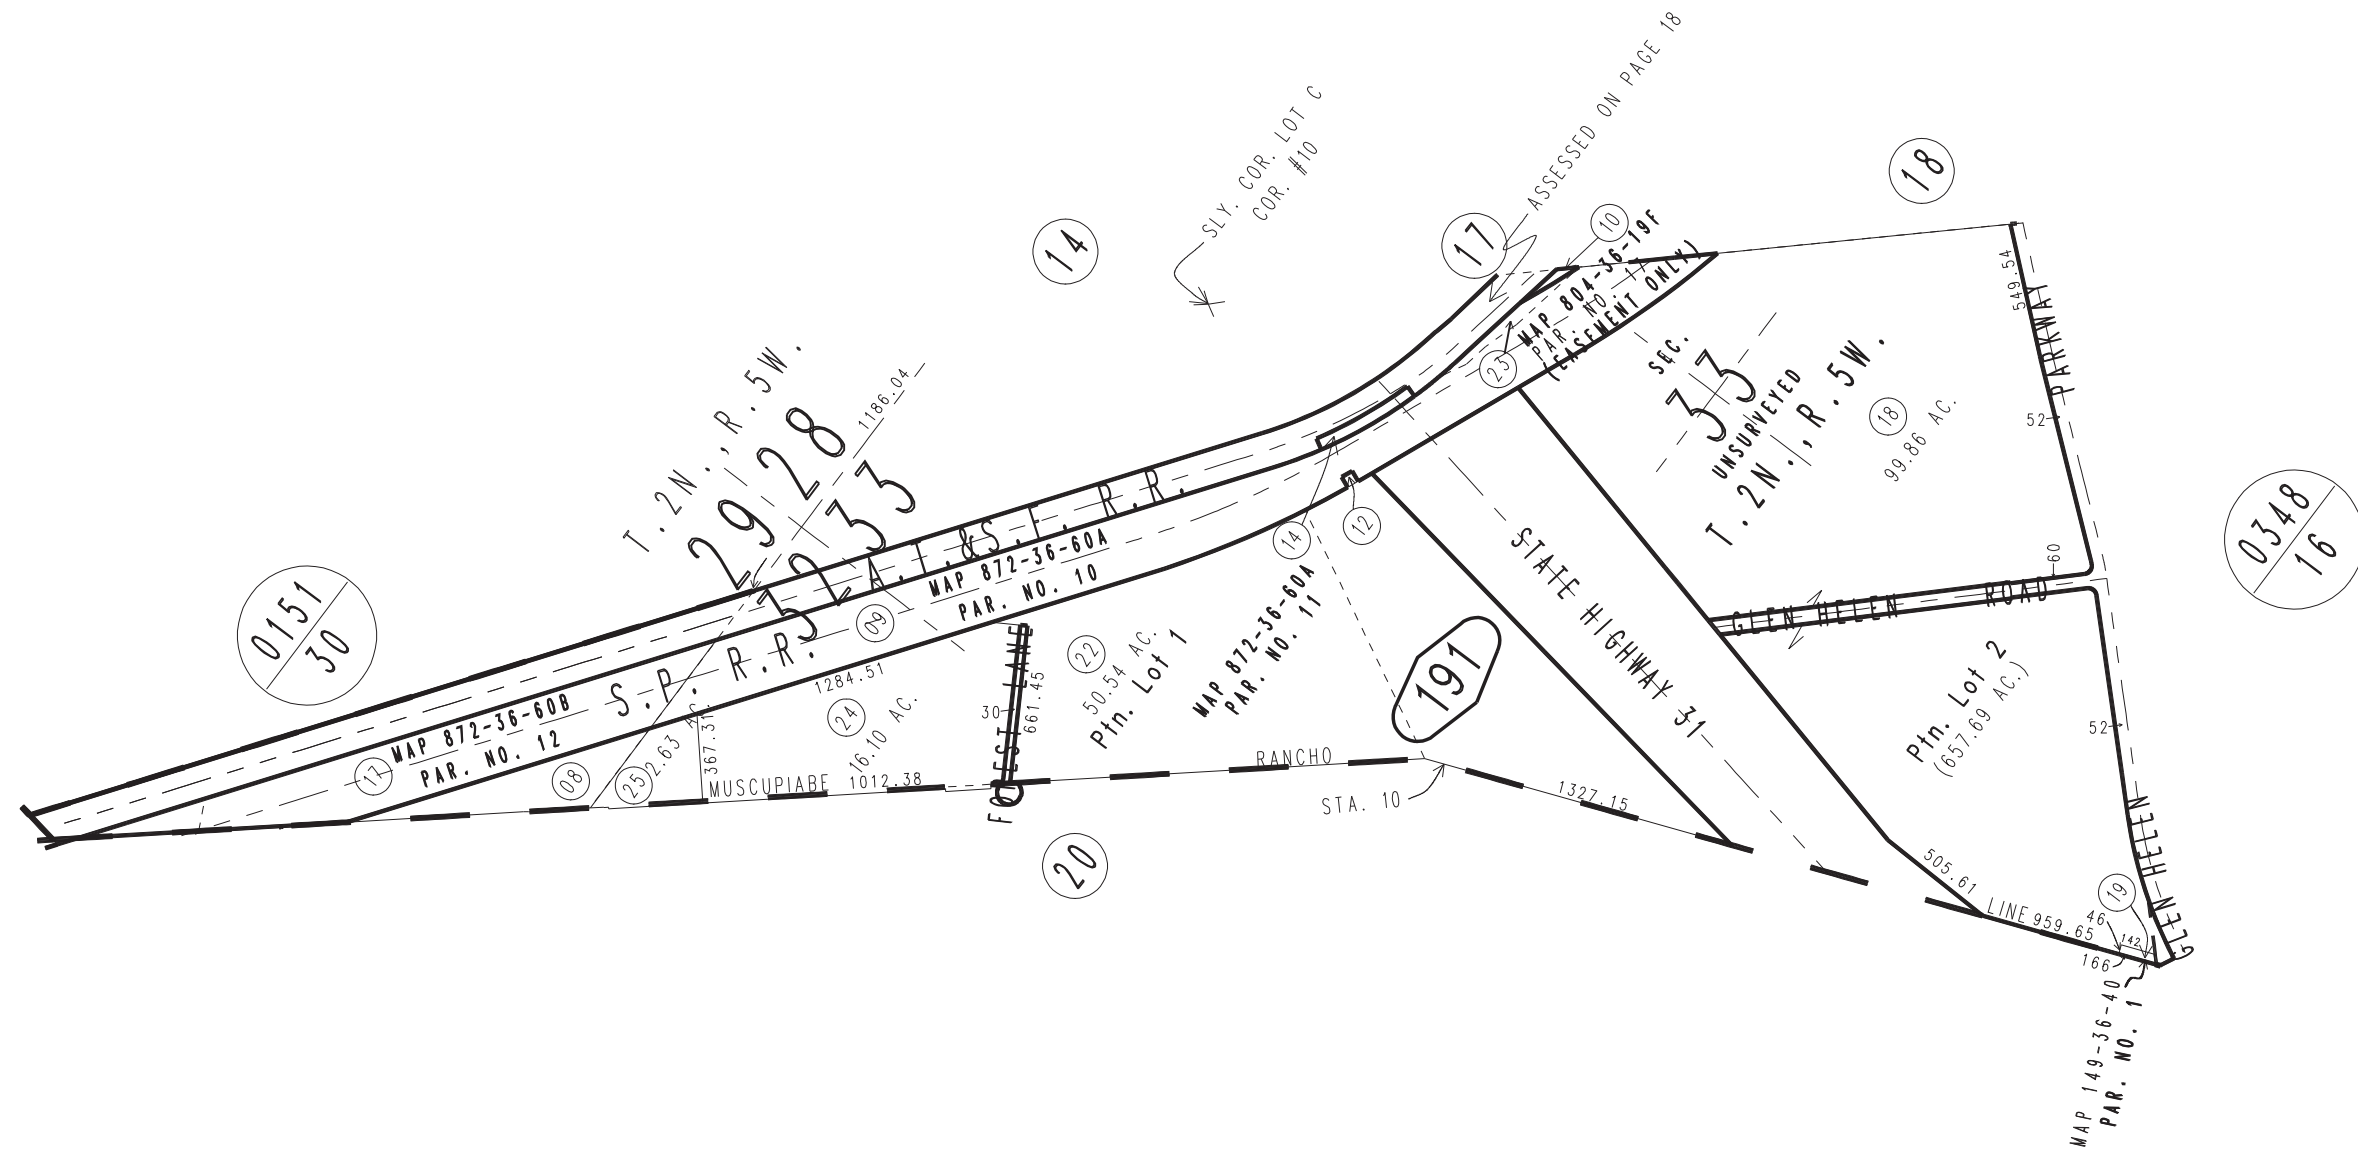 ASSESSED ON PAGE 18
SLY. COR. LOT C
COR. #10
14
17
18
10
MAP 804-36-19F
PAR. NO. 11
(EASEMENT ONLY)
23
549.54
PARKWAY
52
SEC.
33
UNSURVEYED
T.2N.,R.5W.
18
99.86 AC.
T.2N.,R.5W.
29 28
32 33
1186.04
0151
30
0348
16
A.T.&S.F. R.R.
MAP 872-36-60A
PAR. NO. 10
09
14
12
S.P. R.R.
MAP 872-36-60B
PAR. NO. 12
17
08
25
2.63 AC.
367.31
1284.51
24
16.10 AC.
FOREST LANE
30
661.45
22
50.54 AC.
Ptn. Lot 1
MAP 872-36-60A
PAR. NO. 11
191
STATE HIGHWAY 31
GLEN HELEN ROAD
60
Ptn. Lot 2
(657.69 AC.)
52
GLEN HELEN
MUSCUPIABE
1012.38
RANCHO
STA. 10
1327.15
20
505.61
LINE
959.65
19
46
142
166
MAP 149-36-40
PAR. NO. 1